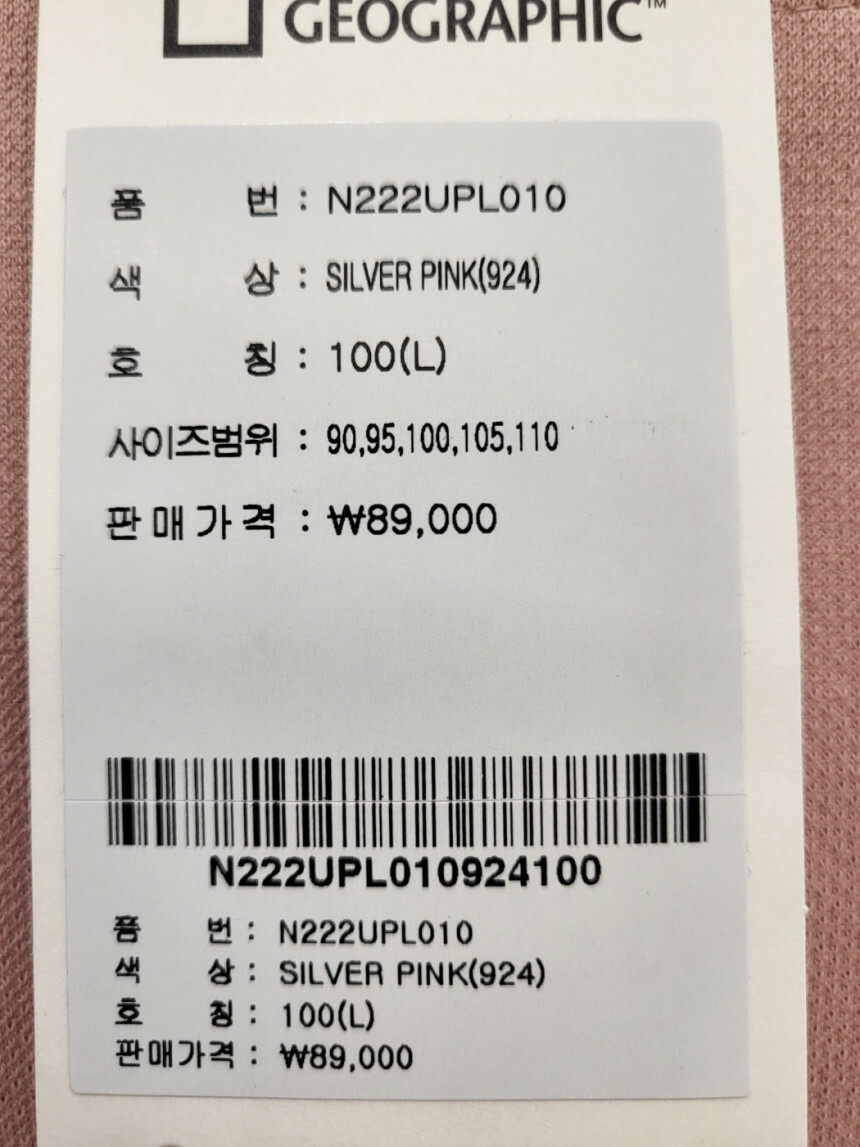 GEOGRAPHIC™
품 번 : N222UPL010
색 상 : SILVER PINK(924)
호 칭 : 100(L)
사이즈범위 : 90,95,100,105,110
판매가격 : ₩89,000
N222UPL010924100
품 번 : N222UPL010
색 상 : SILVER PINK(924)
호 칭 : 100(L)
판매가격 : ₩89,000